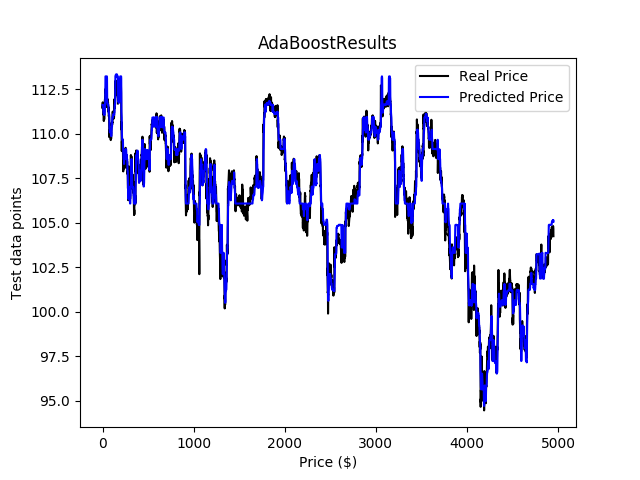 AdaBoostResults
Real Price
Predicted Price
112.5
110.0
107.5
105.0
102.5
100.0
97.5
95.0
Test data points
0 1000 2000 3000 4000 5000
Price ($)